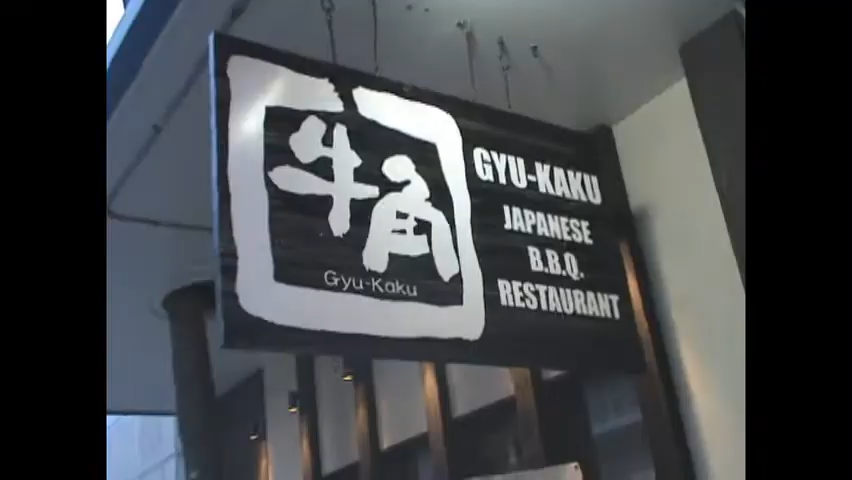 牛角
Gyu-Kaku
GYU-KAKU
JAPANESE
B.B.Q.
RESTAURANT